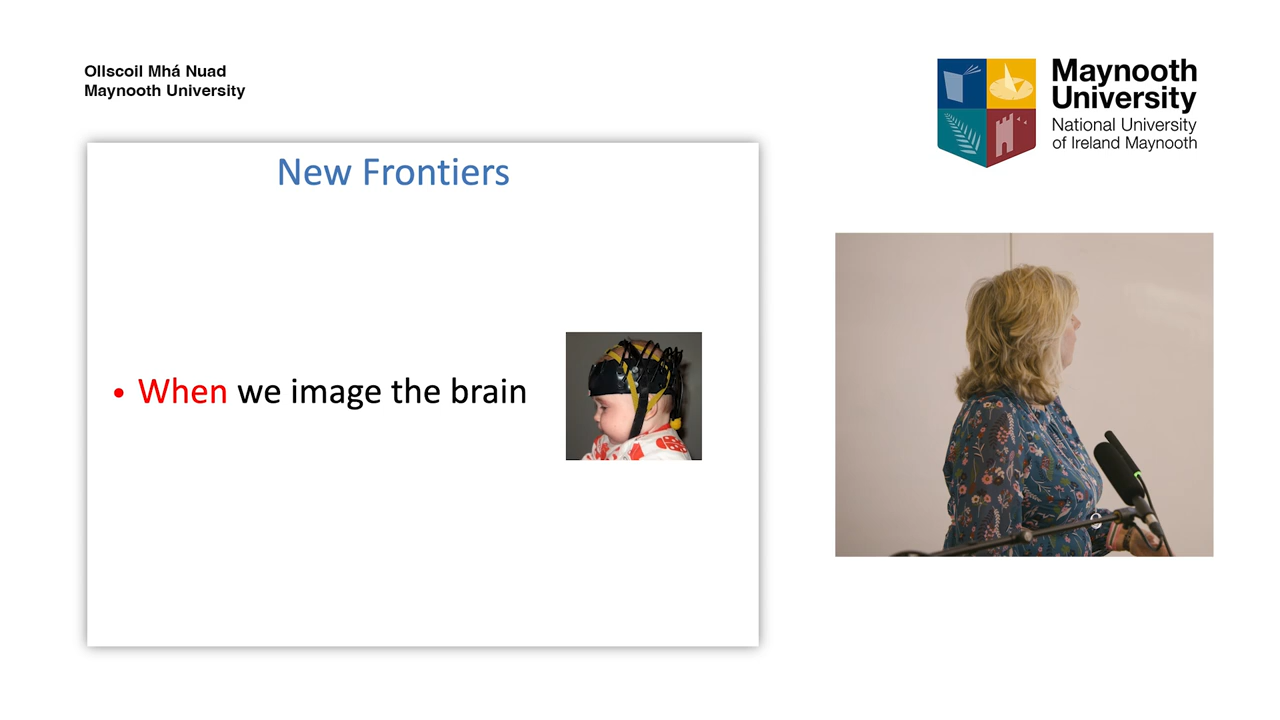 Ollscoil Mhá Nuad
Maynooth University
Maynooth
University
National University
of Ireland Maynooth
New Frontiers
• When we image the brain